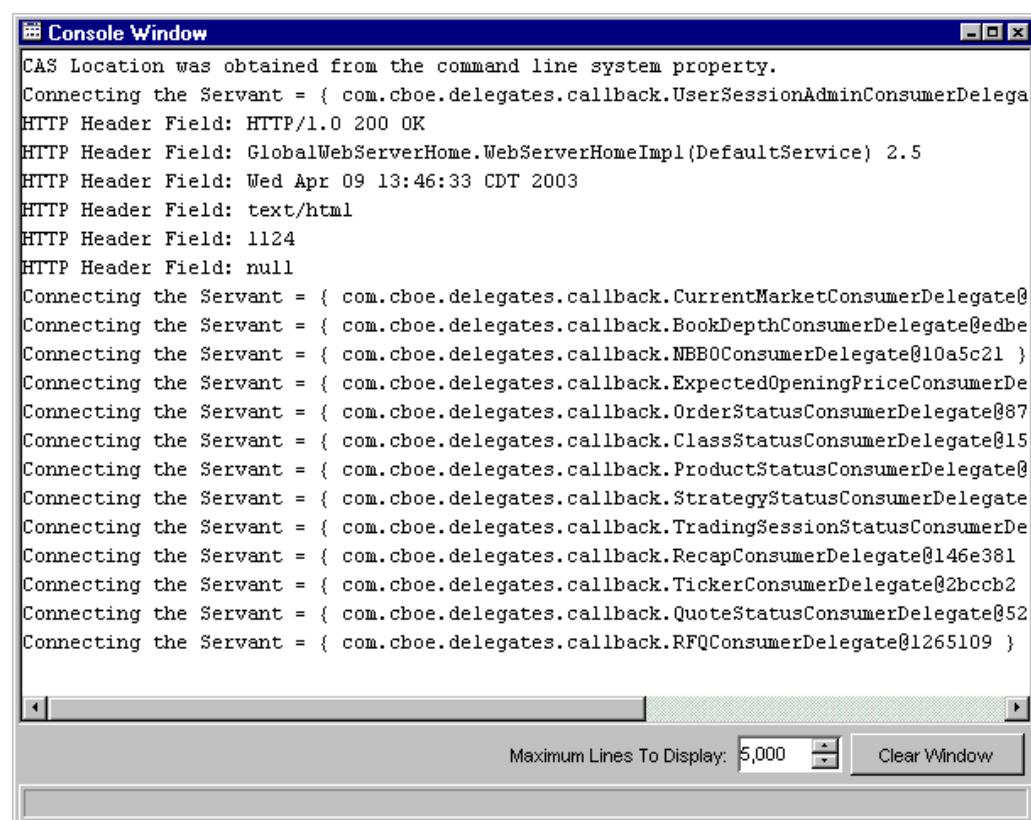 Console Window
CAS Location was obtained from the command line system property.
Connecting the Servant = { com.cboe.delegates.callback.UserSessionAdminConsumerDelega
HTTP Header Field: HTTP/1.0 200 OK
HTTP Header Field: GlobalWebServerHome.WebServerHomeImpl(DefaultService) 2.5
HTTP Header Field: Wed Apr 09 13:46:33 CDT 2003
HTTP Header Field: text/html
HTTP Header Field: 1124
HTTP Header Field: null
Connecting the Servant = { com.cboe.delegates.callback.CurrentMarketConsumerDelegate@
Connecting the Servant = { com.cboe.delegates.callback.BookDepthConsumerDelegate@edbe
Connecting the Servant = { com.cboe.delegates.callback.NBBOConsumerDelegate@10a5c21 }
Connecting the Servant = { com.cboe.delegates.callback.ExpectedOpeningPriceConsumerDe
Connecting the Servant = { com.cboe.delegates.callback.OrderStatusConsumerDelegate@87
Connecting the Servant = { com.cboe.delegates.callback.ClassStatusConsumerDelegate@15
Connecting the Servant = { com.cboe.delegates.callback.ProductStatusConsumerDelegate@
Connecting the Servant = { com.cboe.delegates.callback.StrategyStatusConsumerDelegate
Connecting the Servant = { com.cboe.delegates.callback.TradingSessionStatusConsumerDe
Connecting the Servant = { com.cboe.delegates.callback.RecapConsumerDelegate@146e381
Connecting the Servant = { com.cboe.delegates.callback.TickerConsumerDelegate@2bccb2
Connecting the Servant = { com.cboe.delegates.callback.QuoteStatusConsumerDelegate@52
Connecting the Servant = { com.cboe.delegates.callback.RFQConsumerDelegate@1265109 }
Maximum Lines To Display: 5,000 Clear Window